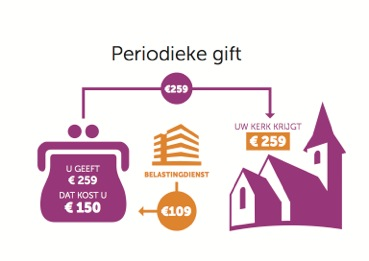 Periodieke gift
€259
UW KERK KRIJGT
€ 259
U GEEFT
€ 259
DAT KOST U
€ 150
BELASTINGDIENST
€109